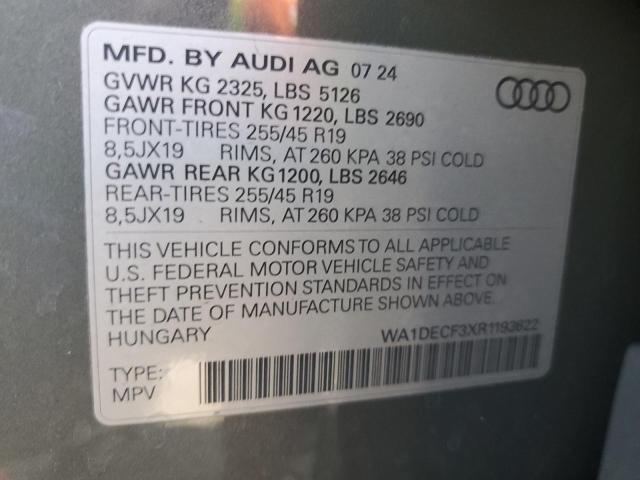 MFD. BY AUDI AG 07 24
GVWR KG 2325, LBS 5126
GAWR FRONT KG 1220, LBS 2690
FRONT-TIRES 255/45 R19
8,5JX19 RIMS, AT 260 KPA 38 PSI COLD
GAWR REAR KG 1200, LBS 2646
REAR-TIRES 255/45 R19
8,5JX19 RIMS, AT 260 KPA 38 PSI COLD
THIS VEHICLE CONFORMS TO ALL APPLICABLE
U.S. FEDERAL MOTOR VEHICLE SAFETY AND
THEFT PREVENTION STANDARDS IN EFFECT ON
THE DATE OF MANUFACTURE SHOWN ABOVE.
HUNGARY WA1DECF3XR1193622
TYPE:
MPV